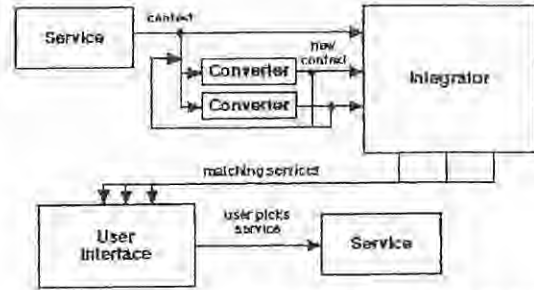 context
Service
new
context
Converter
Integrator
Converter
matching services
User
Interface
user picks
service
Service